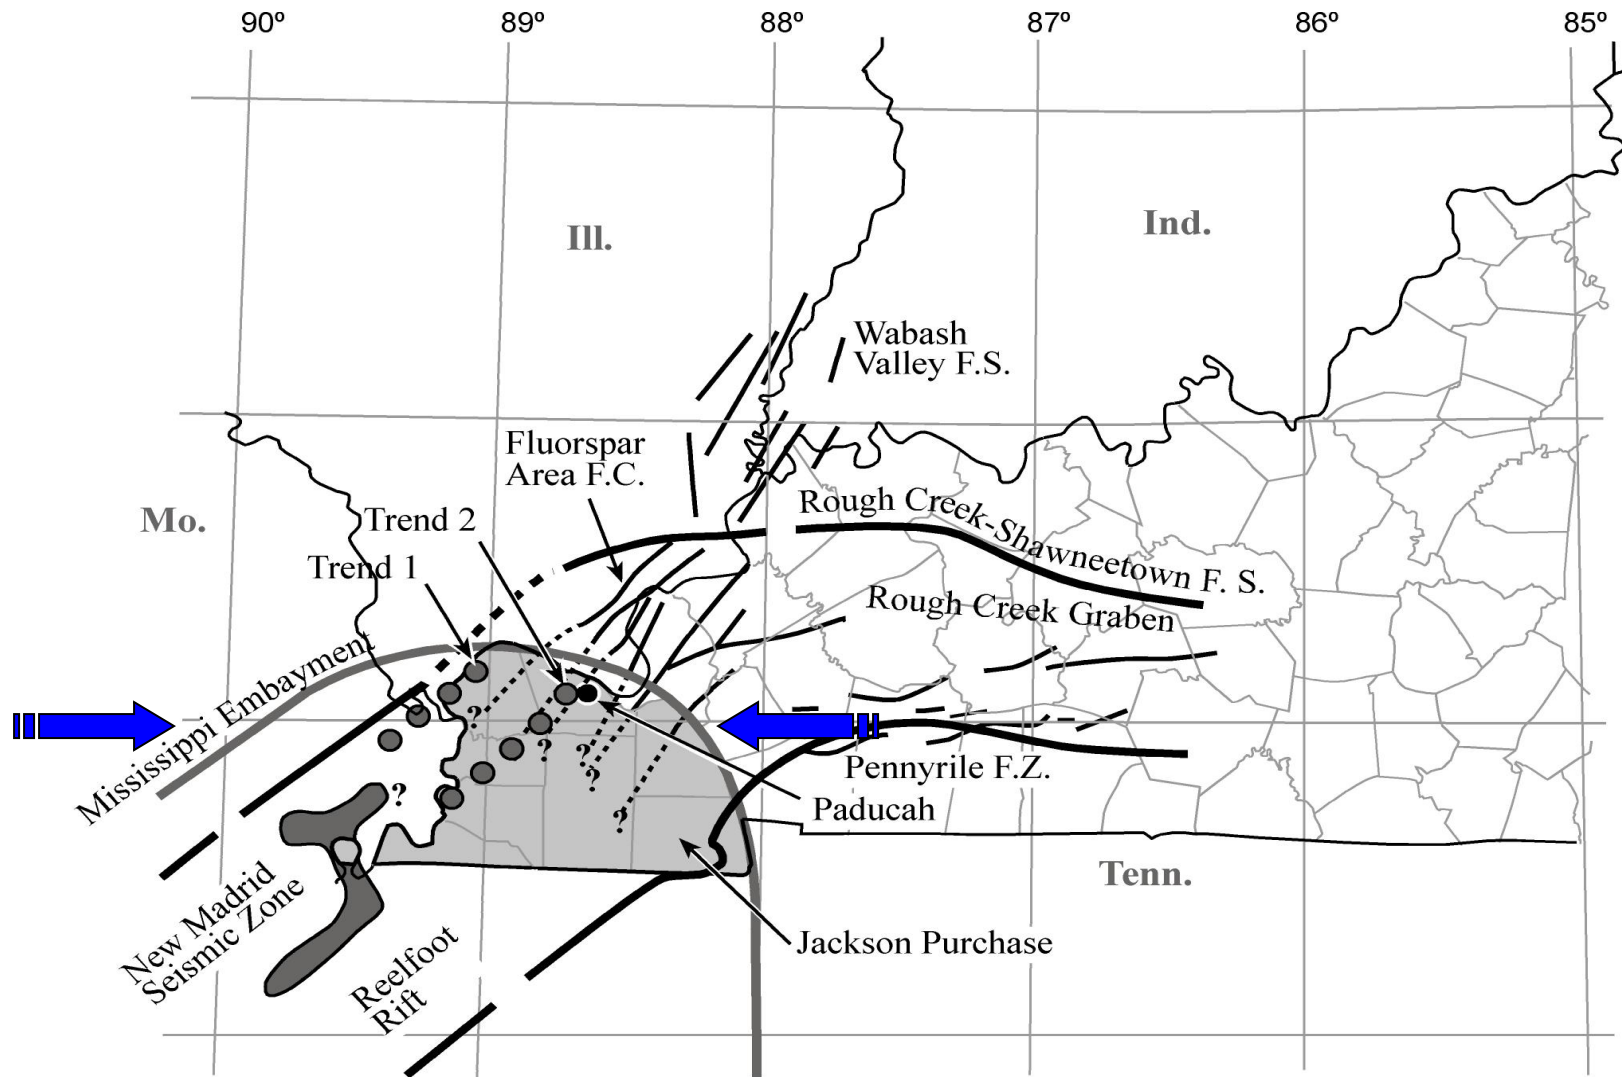 90º
89º
88º
87º
86º
85º
Ill.
Ind.
Wabash
Valley F.S.
Fluorspar
Area F.C.
Mo.
Trend 2
Trend 1
Rough Creek-Shawneetown F. S.
Rough Creek Graben
Mississippi Embayment
?
?
?
?
?
?
Pennyrile F.Z.
Paducah
Tenn.
New Madrid
Seismic Zone
Reelfoot
Rift
Jackson Purchase